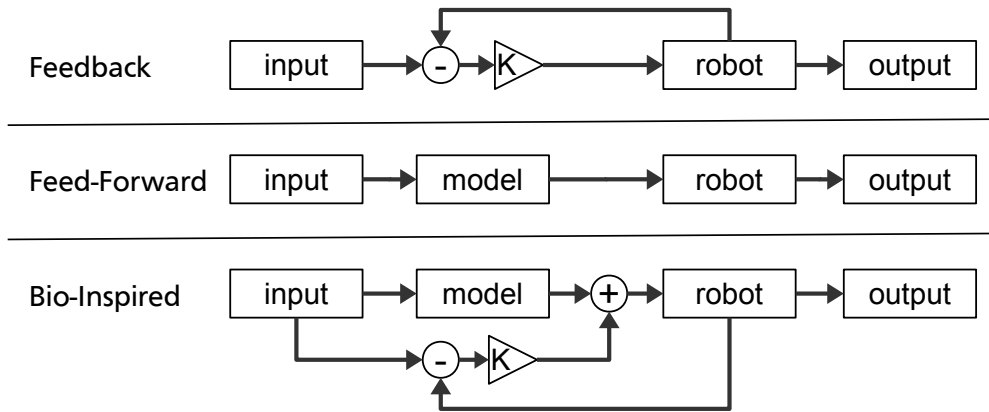 Feedback input - K robot output
Feed-Forward input model robot output
Bio-Inspired input model + robot output
- K